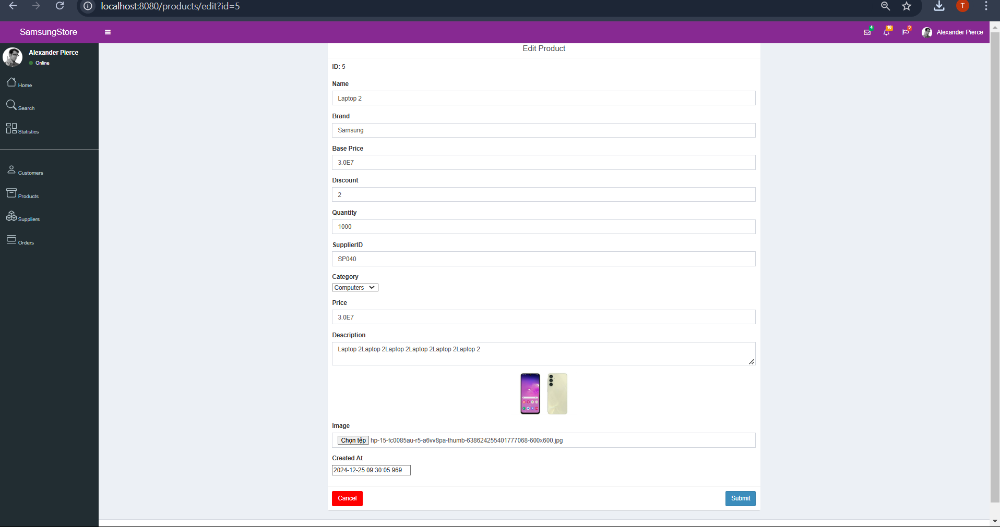 localhost:8080/products/edit?id=5
T
SamsungStore
4
10
9
Alexander Pierce
Alexander Pierce
Online
Home
Search
Statistics
Customers
Products
Suppliers
Orders
Edit Product
ID: 5
Name
Laptop 2
Brand
Samsung
Base Price
3.0E7
Discount
2
Quantity
1000
SupplierID
SP040
Category
Computers
Price
3.0E7
Description
Laptop 2Laptop 2Laptop 2Laptop 2Laptop 2Laptop 2
Image
Chọn tệp hp-15-fc0085au-r5-a6vv8pa-thumb-638624255401777068-600x600.jpg
Created At
2024-12-25 09:30:05.969
Cancel
Submit